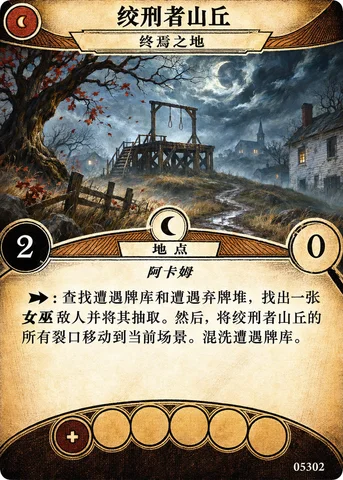 绞刑者山丘
终焉之地
2
地点
0
阿卡姆
：查找遭遇牌库和遭遇弃牌堆，找出一张
女巫敌人并将其抽取。然后，将绞刑者山丘的
所有裂口移动到当前场景。混洗遭遇牌库。
05302